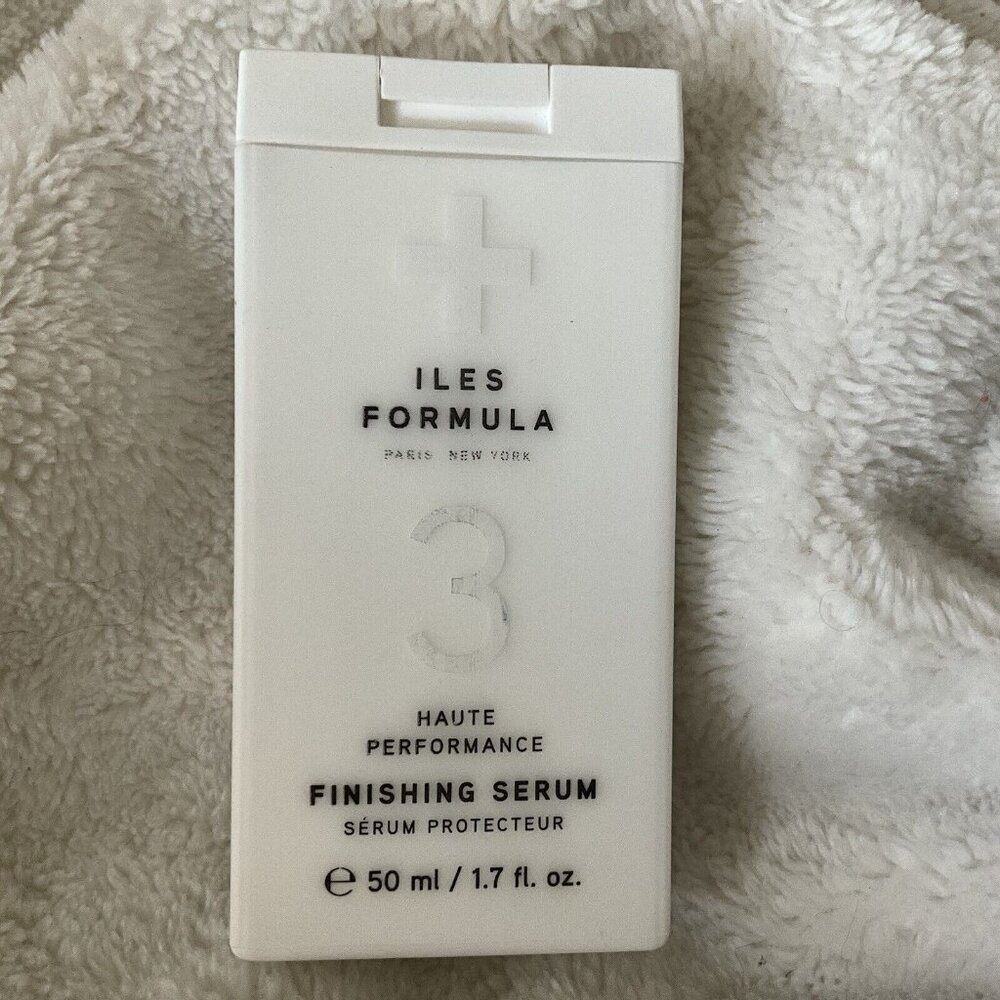 ILES
FORMULA
PARIS NEW YORK
3
HAUTE
PERFORMANCE
FINISHING SERUM
SÉRUM PROTECTEUR
℮ 50 ml / 1.7 fl. oz.